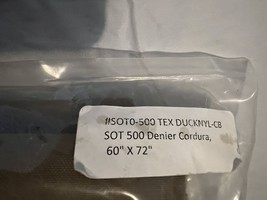 #SOT0-500 TEX DUCKNYL-CB
SOT 500 Denier Cordura,
60" X 72"